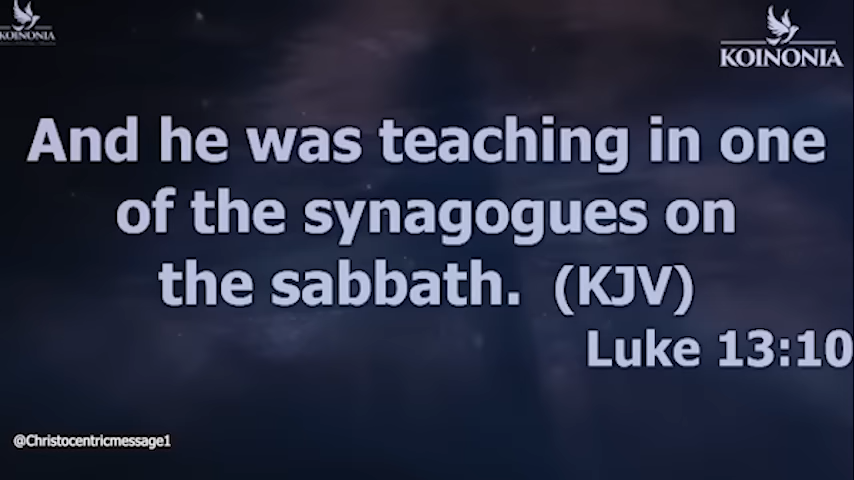 KOINONIA
KOINONIA
And he was teaching in one
of the synagogues on
the sabbath. (KJV)
Luke 13:10
@Christocentricmessage1